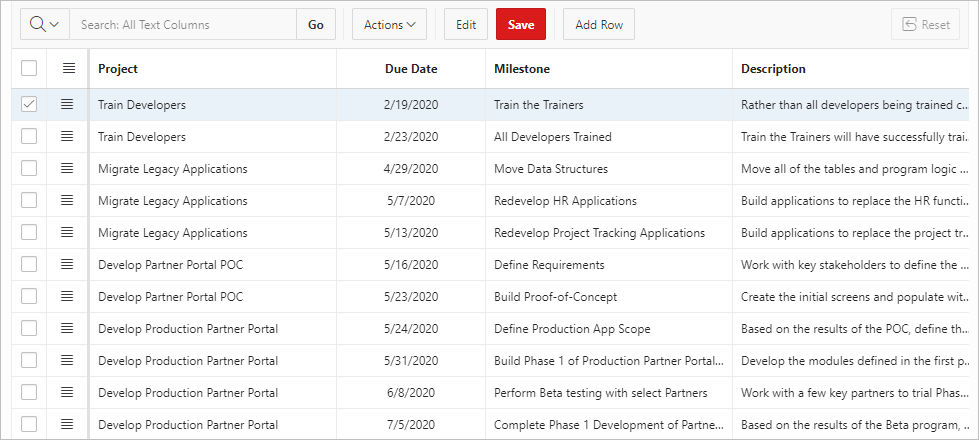 Search: All Text Columns Go Actions Edit Save Add Row Reset
Project Due Date Milestone Description
Train Developers 2/19/2020 Train the Trainers Rather than all developers being trained c...
Train Developers 2/23/2020 All Developers Trained Train the Trainers will have successfully trai...
Migrate Legacy Applications 4/29/2020 Move Data Structures Move all of the tables and program logic ...
Migrate Legacy Applications 5/7/2020 Redevelop HR Applications Build applications to replace the HR functi...
Migrate Legacy Applications 5/13/2020 Redevelop Project Tracking Applications Build applications to replace the project tr...
Develop Partner Portal POC 5/16/2020 Define Requirements Work with key stakeholders to define the ...
Develop Partner Portal POC 5/23/2020 Build Proof-of-Concept Create the initial screens and populate wit...
Develop Production Partner Portal 5/24/2020 Define Production App Scope Based on the results of the POC, define th...
Develop Production Partner Portal 5/31/2020 Build Phase 1 of Production Partner Portal... Develop the modules defined in the first p...
Develop Production Partner Portal 6/8/2020 Perform Beta testing with select Partners Work with a few key partners to trial Phas...
Develop Production Partner Portal 7/5/2020 Complete Phase 1 Development of Partne... Based on the results of the Beta program, ...